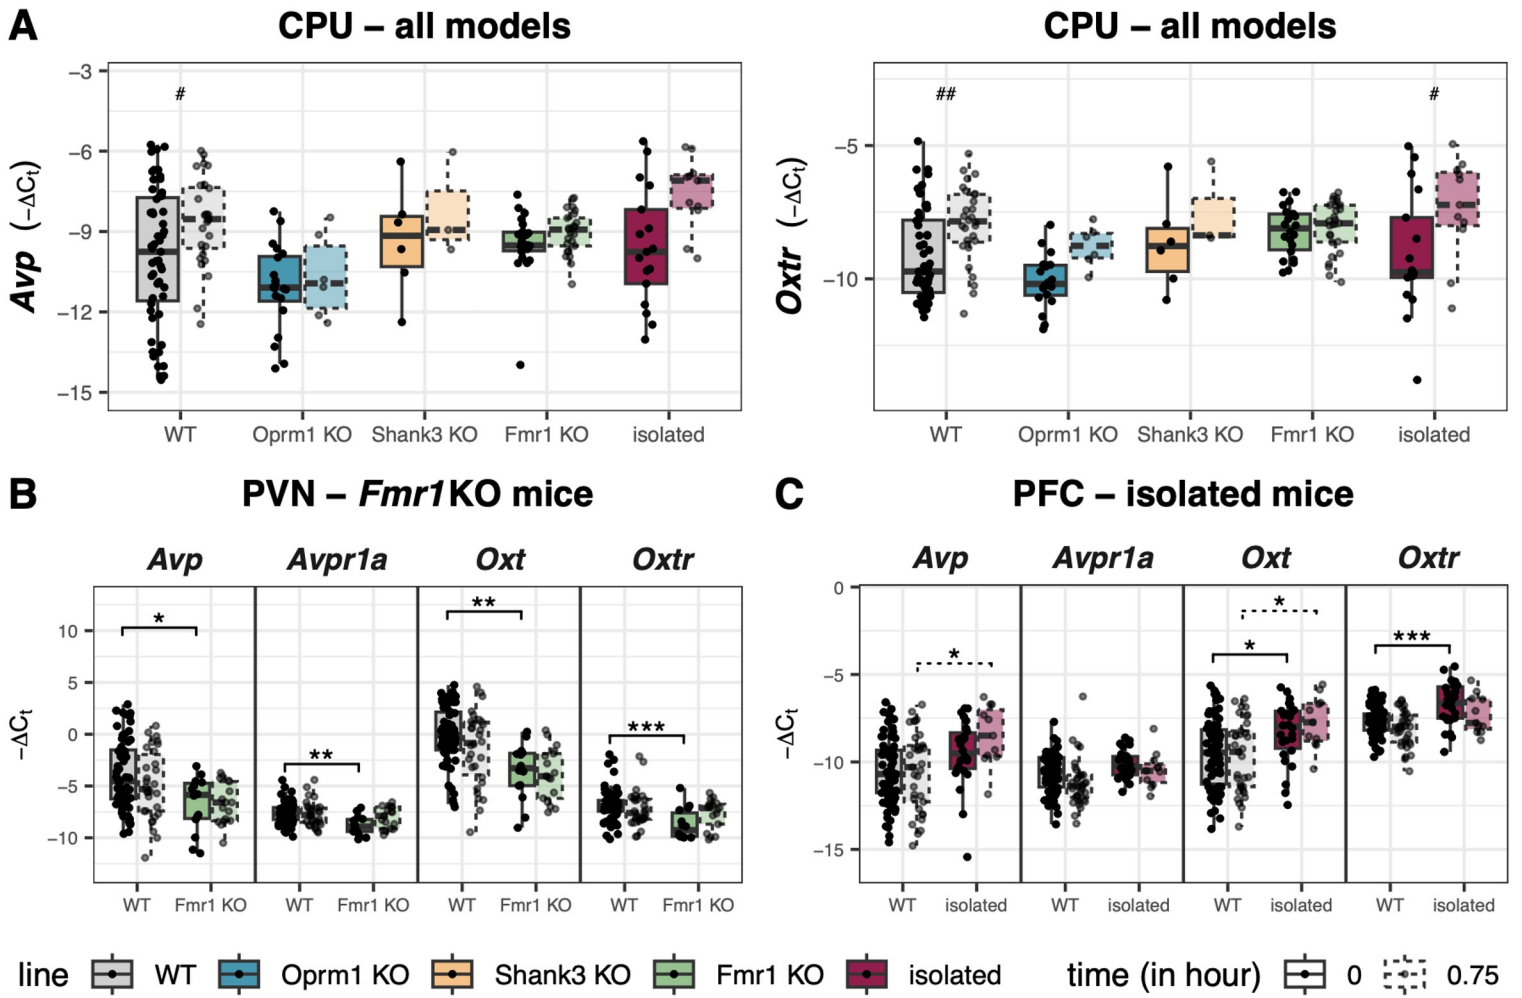 A
CPU – all models
CPU – all models
Avp (−ΔCt)
−3
−6
−9
−12
−15
#
WT
Oprm1 KO
Shank3 KO
Fmr1 KO
isolated
Oxtr (−ΔCt)
−5
−10
##
#
WT
Oprm1 KO
Shank3 KO
Fmr1 KO
isolated
B
PVN – Fmr1KO mice
Avp
Avpr1a
Oxt
Oxtr
−ΔCt
10
5
0
−5
−10
*
**
**
***
WT
Fmr1 KO
WT
Fmr1 KO
WT
Fmr1 KO
WT
Fmr1 KO
C
PFC – isolated mice
Avp
Avpr1a
Oxt
Oxtr
−ΔCt
0
−5
−10
−15
*
*
*
***
WT
isolated
WT
isolated
WT
isolated
WT
isolated
line
WT
Oprm1 KO
Shank3 KO
Fmr1 KO
isolated
time (in hour)
0
0.75